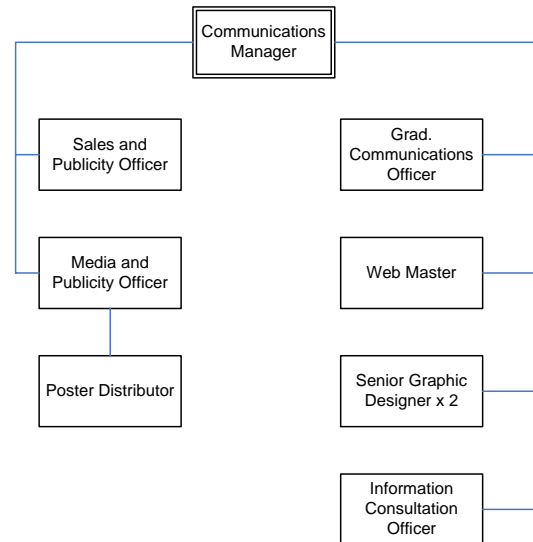 Communications
Manager
Sales and
Publicity Officer
Grad.
Communications
Officer
Media and
Publicity Officer
Web Master
Poster Distributor
Senior Graphic
Designer x 2
Information
Consultation
Officer